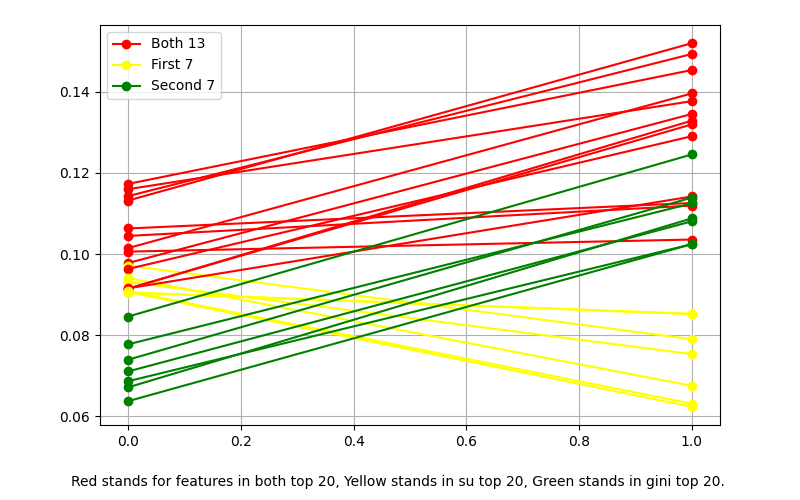 Both 13
First 7
Second 7
0.14
0.12
0.10
0.08
0.06
0.0 0.2 0.4 0.6 0.8 1.0
Red stands for features in both top 20, Yellow stands in su top 20, Green stands in gini top 20.